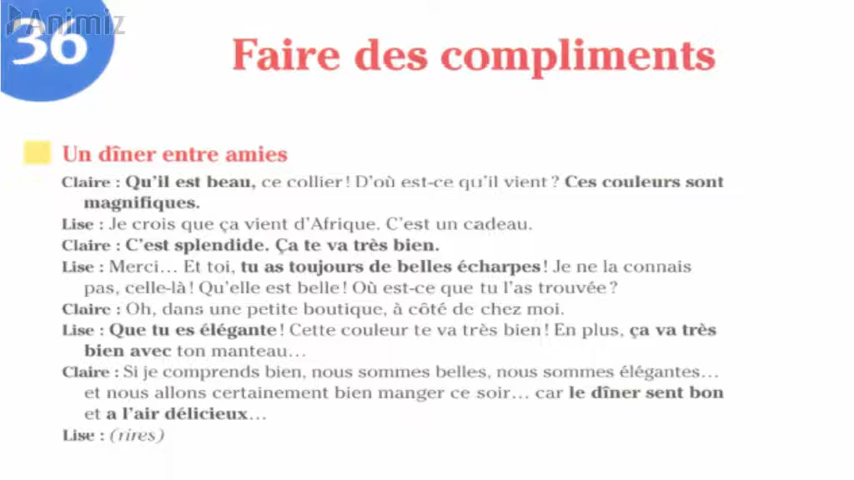 Animiz
36
Faire des compliments
Un dîner entre amies
Claire : Qu'il est beau, ce collier ! D'où est-ce qu'il vient ? Ces couleurs sont
magnifiques.
Lise : Je crois que ça vient d'Afrique. C'est un cadeau.
Claire : C'est splendide. Ça te va très bien.
Lise : Merci... Et toi, tu as toujours de belles écharpes ! Je ne la connais
pas, celle-là ! Qu'elle est belle ! Où est-ce que tu l'as trouvée ?
Claire : Oh, dans une petite boutique, à côté de chez moi.
Lise : Que tu es élégante ! Cette couleur te va très bien ! En plus, ça va très
bien avec ton manteau...
Claire : Si je comprends bien, nous sommes belles, nous sommes élégantes...
et nous allons certainement bien manger ce soir... car le dîner sent bon
et a l'air délicieux...
Lise : (rires)